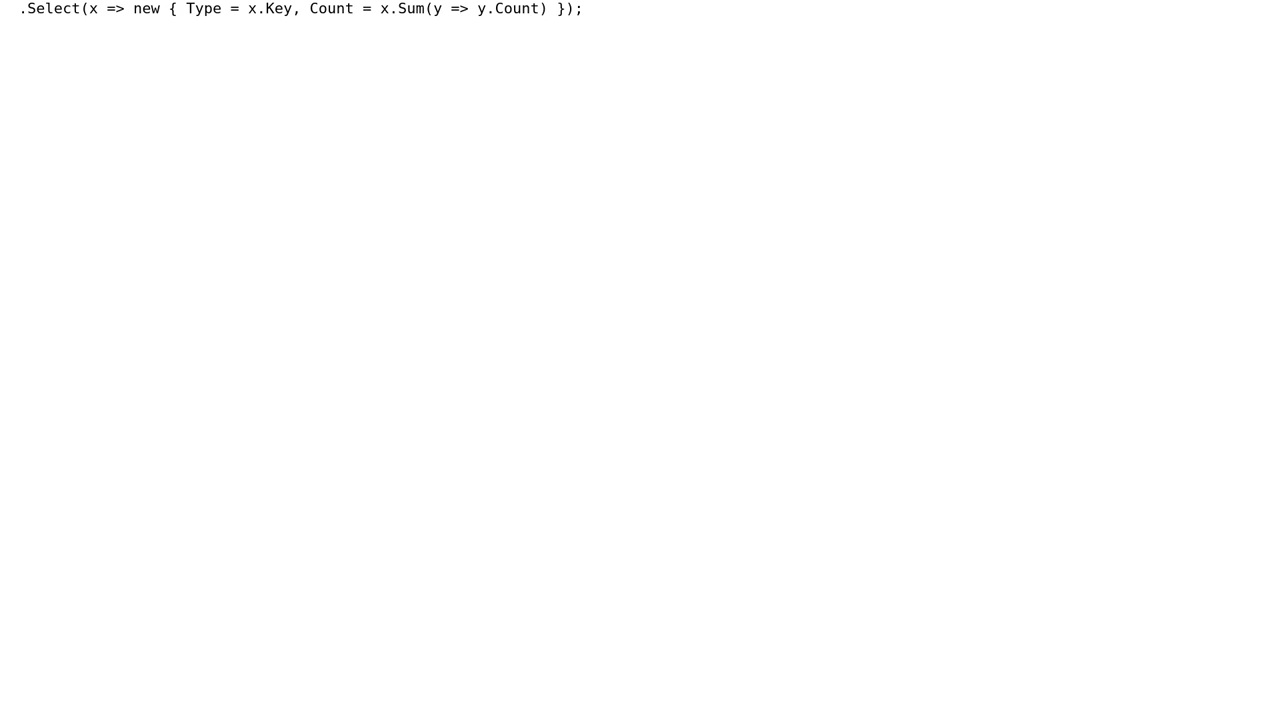 .Select(x => new { Type = x.Key, Count = x.Sum(y => y.Count) });